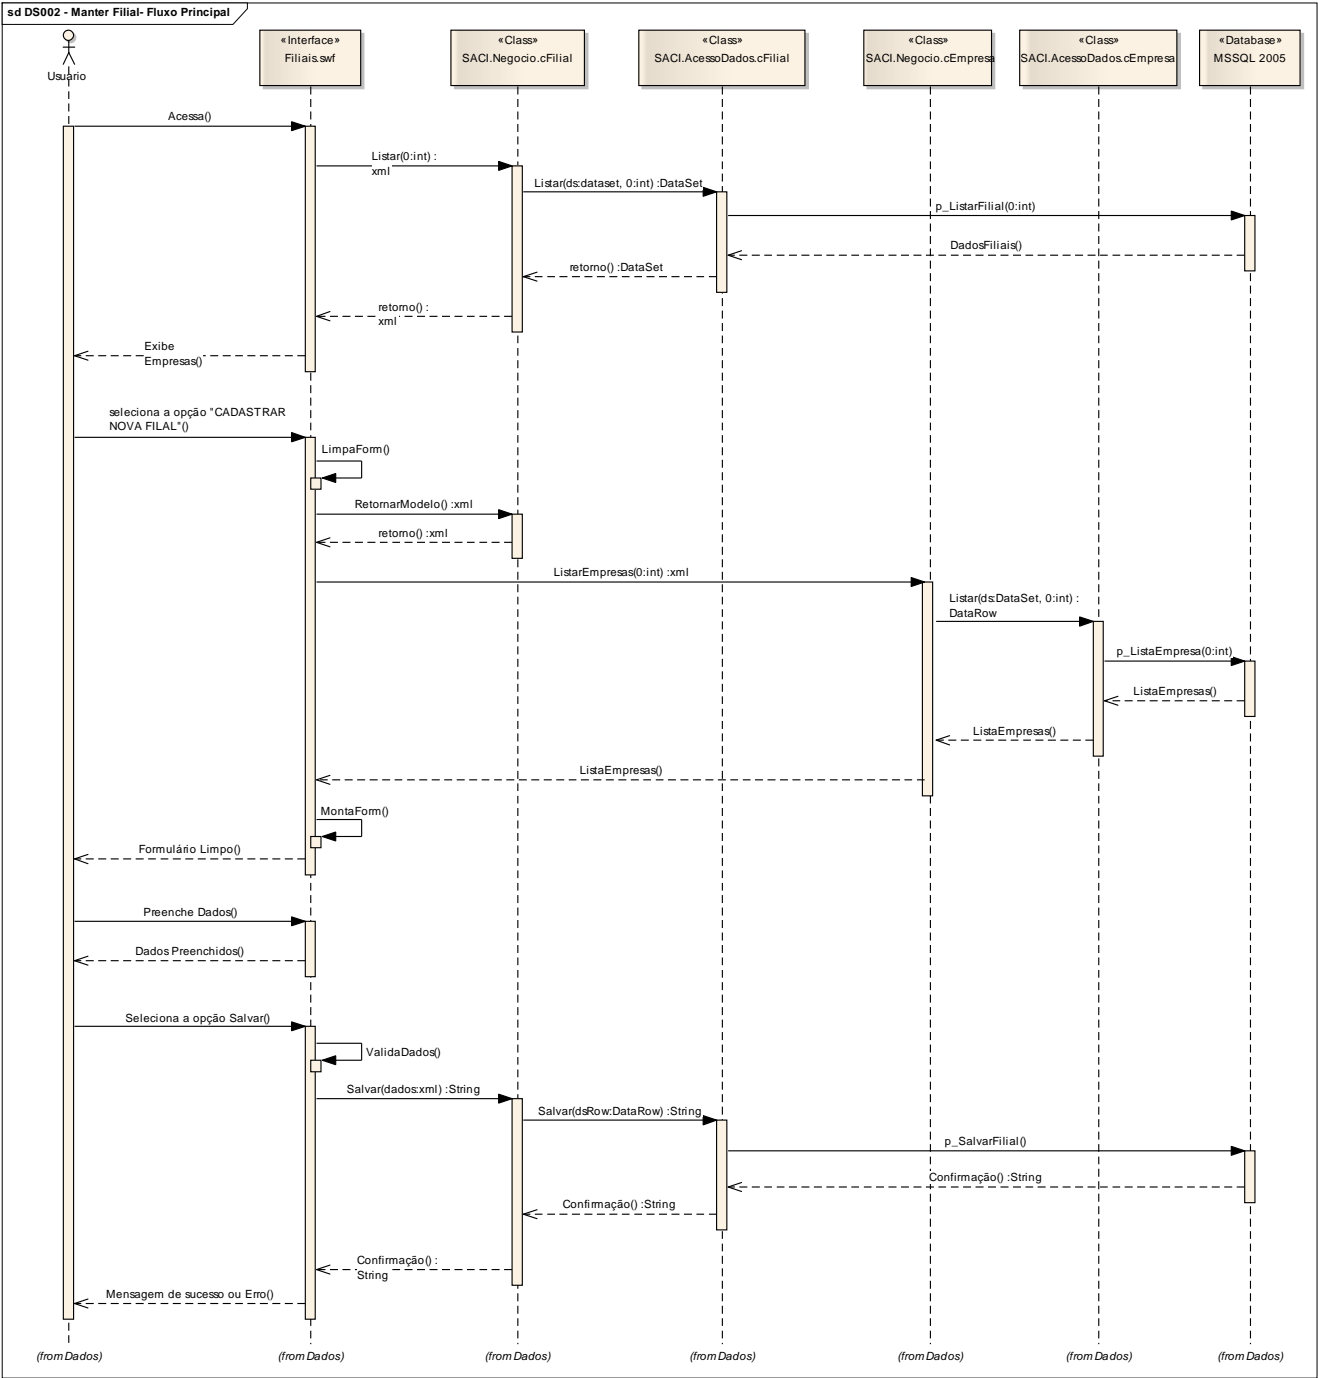 sd DS002 - Manter Filial- Fluxo Principal
Usuário
«Interface»
Filiais.swf
«Class»
SACI.Negocio.cFilial
«Class»
SACI.AcessoDados.cFilial
«Class»
SACI.Negocio.cEmpresa
«Class»
SACI.AcessoDados.cEmpresa
«Database»
MSSQL 2005
Acessa()
Listar(0:int) :
xml
Listar(ds:dataset, 0:int) :DataSet
p_ListarFilial(0:int)
DadosFiliais()
retorno() :DataSet
retorno() :
xml
Exibe
Empresas()
seleciona a opção "CADASTRAR
NOVA FILAL"()
LimpaForm()
RetornarModelo() :xml
retorno() :xml
ListarEmpresas(0:int) :xml
Listar(ds:DataSet, 0:int) :
DataRow
p_ListaEmpresa(0:int)
ListaEmpresas()
ListaEmpresas()
ListaEmpresas()
MontaForm()
Formulário Limpo()
Preenche Dados()
Dados Preenchidos()
Seleciona a opção Salvar()
ValidaDados()
Salvar(dados:xml) :String
Salvar(dsRow:DataRow) :String
p_SalvarFilial()
Confirmação() :String
Confirmação() :String
Confirmação() :
String
Mensagem de sucesso ou Erro()
(from Dados)
(from Dados)
(from Dados)
(from Dados)
(from Dados)
(from Dados)
(from Dados)